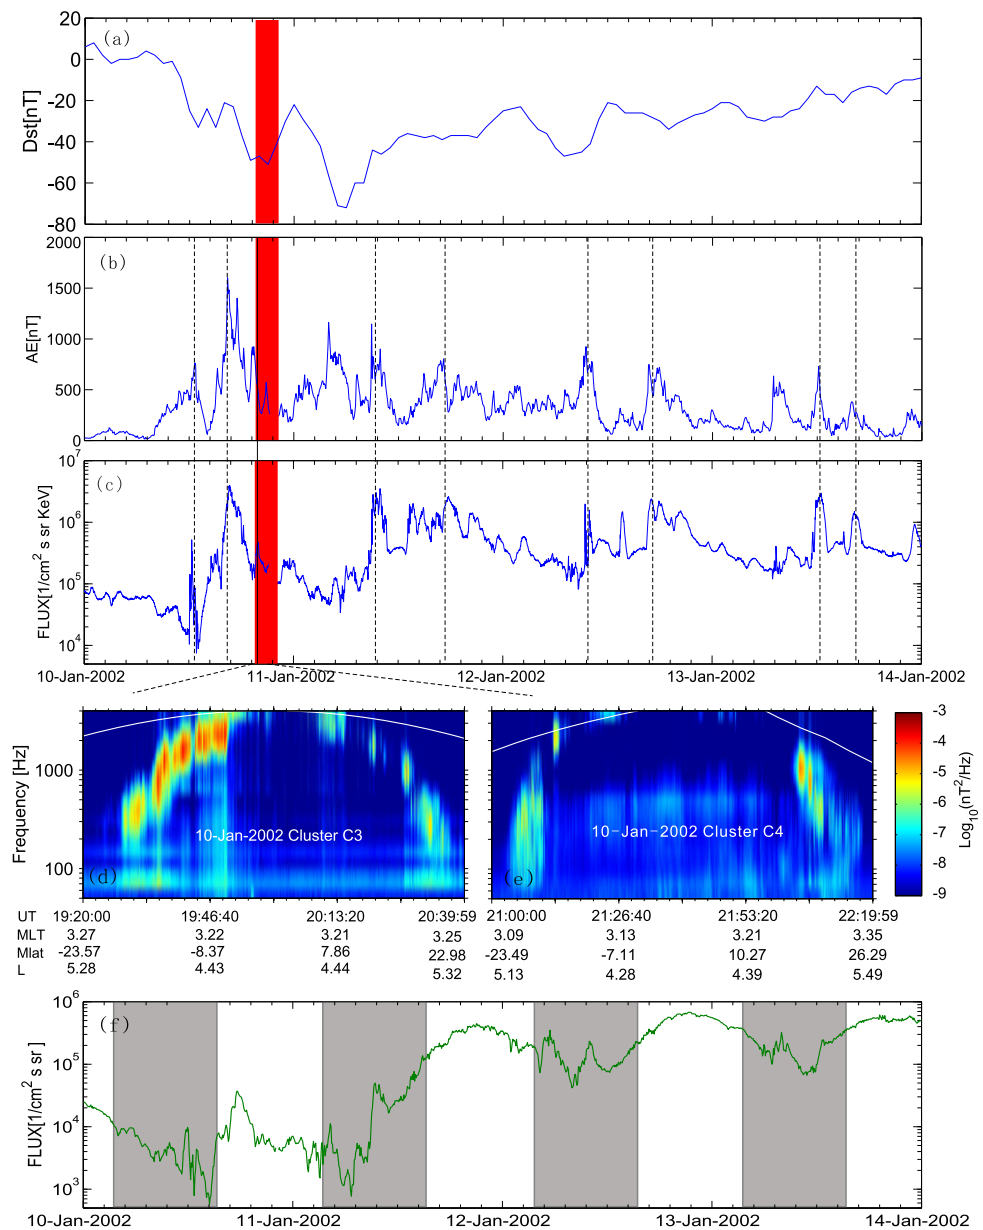 20
0
-20
-40
-60
-80
Dst[nT]
(a)
2000
1500
1000
500
0
AE[nT]
(b)
10^7
10^6
10^5
10^4
FLUX[1/cm^2 s sr KeV]
(c)
10-Jan-2002 11-Jan-2002 12-Jan-2002 13-Jan-2002 14-Jan-2002
Frequency [Hz]
1000
100
10-Jan-2002 Cluster C3
(d)
10-Jan-2002 Cluster C4
(e)
-3
-4
-5
-6
-7
-8
-9
Log10(nT^2/Hz)
UT 19:20:00 19:46:40 20:13:20 20:39:59 21:00:00 21:26:40 21:53:20 22:19:59
MLT 3.27 3.22 3.21 3.25 3.09 3.13 3.21 3.35
Mlat -23.57 -8.37 7.86 22.98 -23.49 -7.11 10.27 26.29
L 5.28 4.43 4.44 5.32 5.13 4.28 4.39 5.49
10^6
10^5
10^4
10^3
FLUX[1/cm^2 s sr ]
(f)
10-Jan-2002 11-Jan-2002 12-Jan-2002 13-Jan-2002 14-Jan-2002